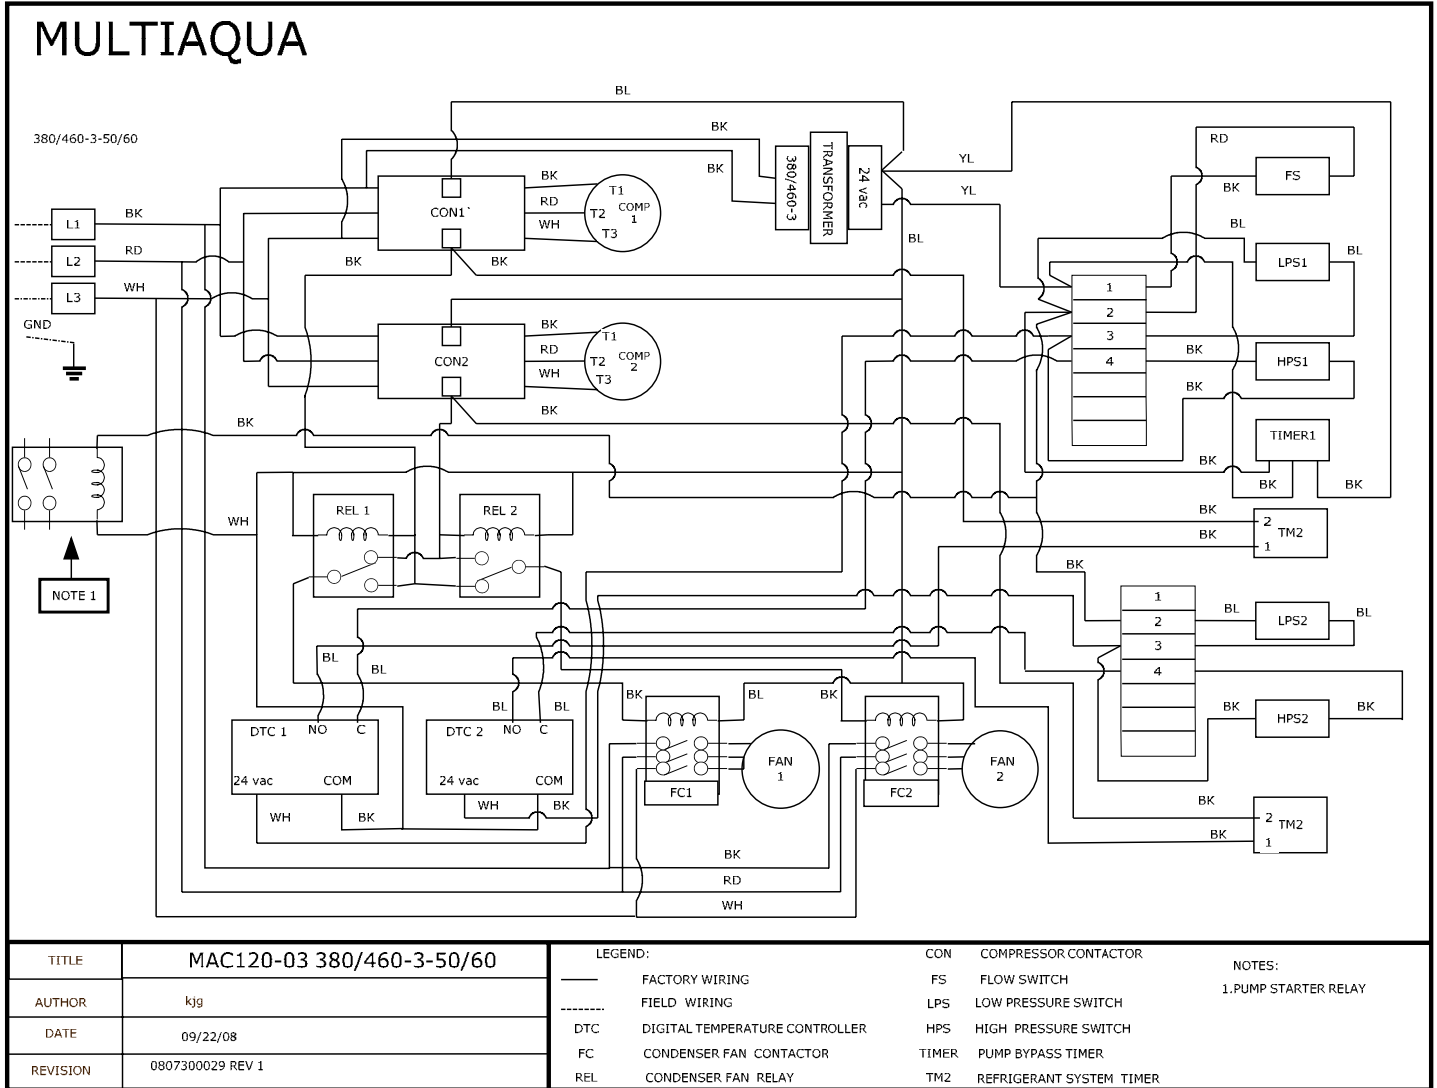 MULTIAQUA
BL
BK
380/460-3-50/60
RD
TRANSFORMER
380/460-3
24 vac
YL
BK
BK
T1
FS
BK
CON1`
RD
T2
COMP
1
YL
L1
BK
WH
T3
BL
BL
L2
RD
BK
BK
LPS1
BL
L3
WH
1
GND
2
BK
T1
3
CON2
RD
T2
COMP
2
4
BK
HPS1
WH
T3
BK
BK
BK
TIMER1
BK
BK
BK
REL 1
REL 2
WH
BK
2
TM2
BK
1
BK
NOTE 1
1
2
BL
LPS2
BL
3
BL
BL
4
BK
BL
BK
BL
BL
BK
HPS2
BK
DTC 1
NO
C
DTC 2
NO
C
FAN
1
FAN
2
24 vac
COM
24 vac
COM
FC1
FC2
WH
BK
WH
BK
BK
2
TM2
BK
1
BK
RD
WH
TITLE
MAC120-03 380/460-3-50/60
AUTHOR
kjg
DATE
09/22/08
REVISION
0807300029 REV 1
LEGEND:
FACTORY WIRING
FIELD WIRING
DTC DIGITAL TEMPERATURE CONTROLLER
FC CONDENSER FAN CONTACTOR
REL CONDENSER FAN RELAY
CON COMPRESSOR CONTACTOR
FS FLOW SWITCH
LPS LOW PRESSURE SWITCH
HPS HIGH PRESSURE SWITCH
TIMER PUMP BYPASS TIMER
TM2 REFRIGERANT SYSTEM TIMER
NOTES:
1.PUMP STARTER RELAY